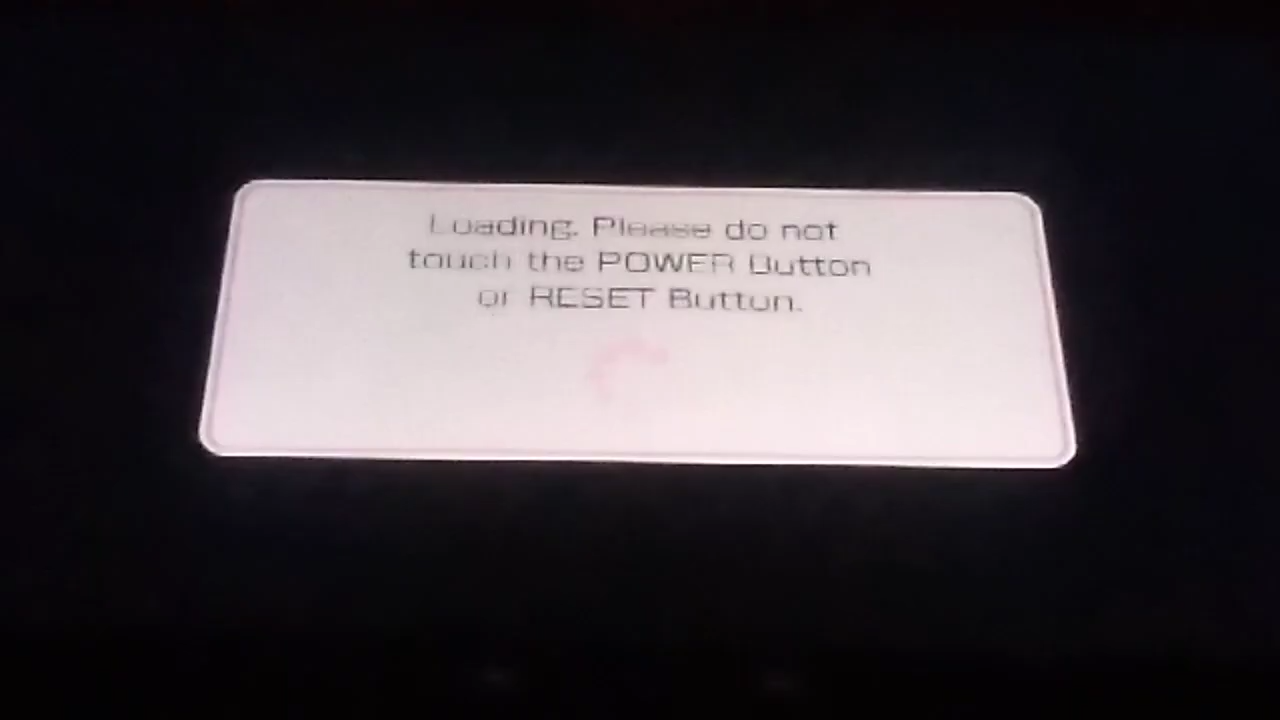 Loading. Please do not
touch the POWER Button
or RESET Button.